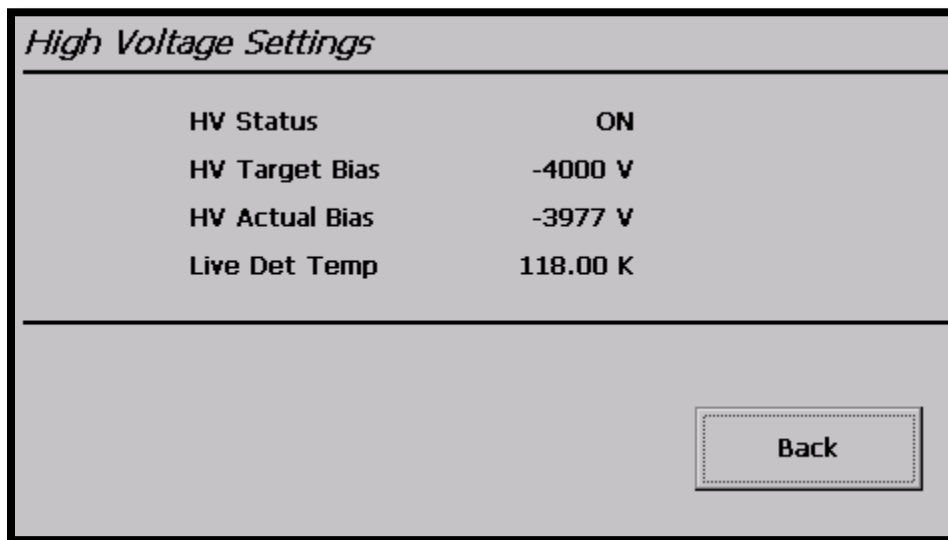 High Voltage Settings
HV Status ON
HV Target Bias -4000 V
HV Actual Bias -3977 V
Live Det Temp 118.00 K
Back